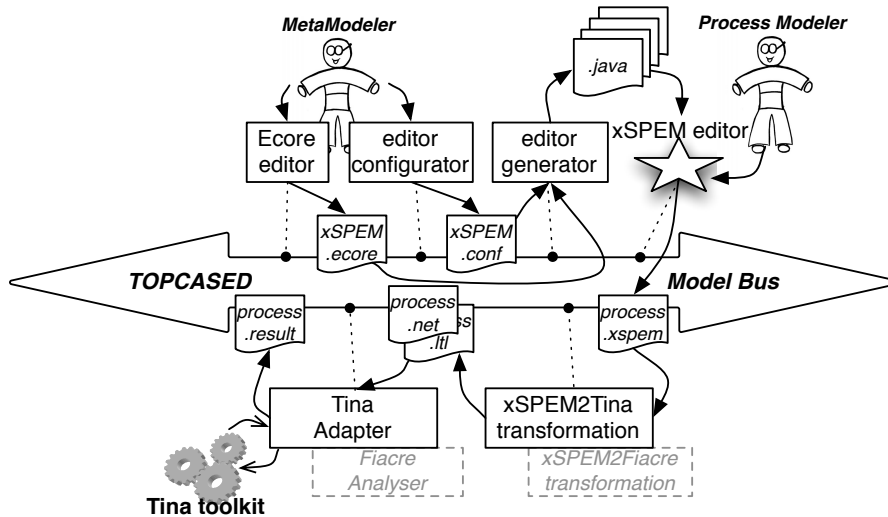 MetaModeler
Process Modeler
.java
Ecore
editor
editor
configurator
editor
generator
xSPEM editor
xSPEM
.ecore
xSPEM
.conf
TOPCASED
Model Bus
process
.result
process
.net
.ltl
process
.xspem
Tina
Adapter
xSPEM2Tina
transformation
Fiacre
Analyser
xSPEM2Fiacre
transformation
Tina toolkit